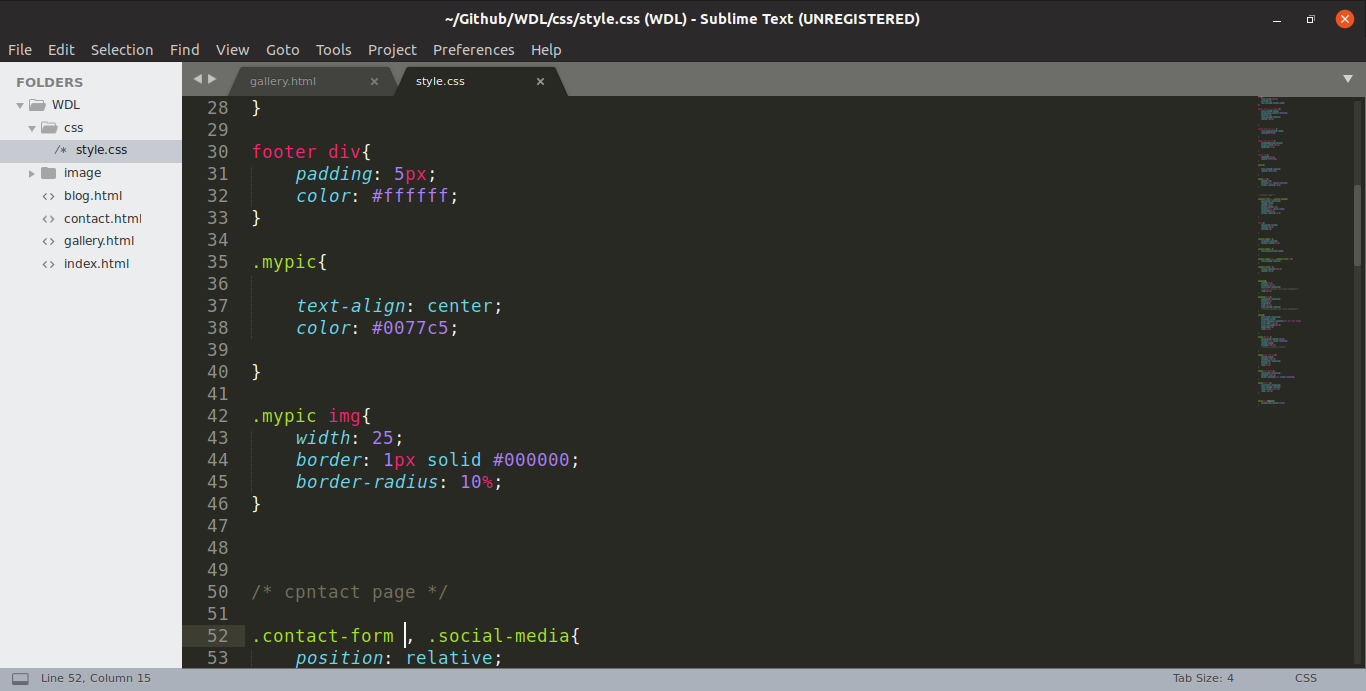 ~/Github/WDL/css/style.css (WDL) - Sublime Text (UNREGISTERED)
File Edit Selection Find View Goto Tools Project Preferences Help
FOLDERS
WDL
css
/* style.css
image
<> blog.html
<> contact.html
<> gallery.html
<> index.html
gallery.html × style.css ×
28 }
29
30 footer div{
31     padding: 5px;
32     color: #ffffff;
33 }
34
35 .mypic{
36
37     text-align: center;
38     color: #0077c5;
39
40 }
41
42 .mypic img{
43     width: 25;
44     border: 1px solid #000000;
45     border-radius: 10%;
46 }
47
48
49
50 /* cpntact page */
51
52 .contact-form , .social-media{
53     position: relative;
Line 52, Column 15
Tab Size: 4
CSS